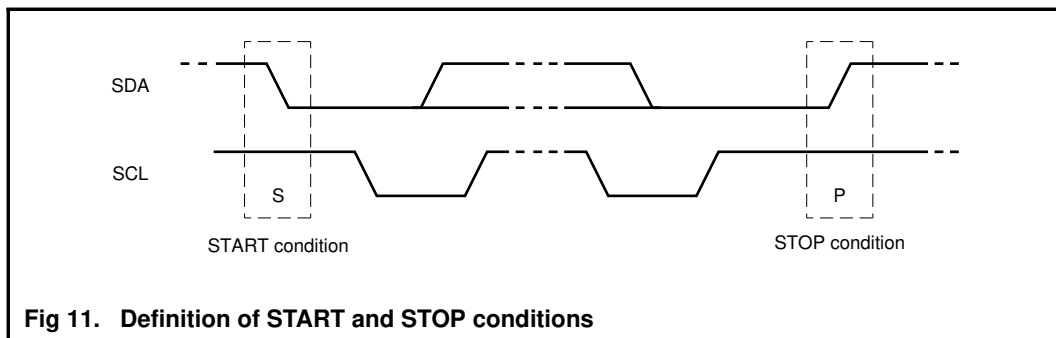 SDA
SCL
S
P
START condition
STOP condition
Fig 11. Definition of START and STOP conditions